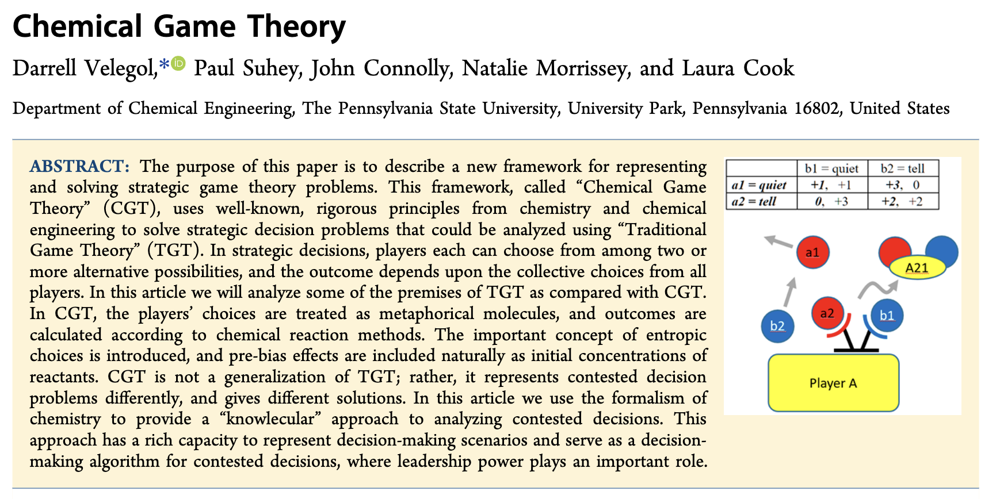 Chemical Game Theory
Darrell Velegol,* iD Paul Suhey, John Connolly, Natalie Morrissey, and Laura Cook
Department of Chemical Engineering, The Pennsylvania State University, University Park, Pennsylvania 16802, United States
ABSTRACT: The purpose of this paper is to describe a new framework for representing
and solving strategic game theory problems. This framework, called “Chemical Game
Theory” (CGT), uses well-known, rigorous principles from chemistry and chemical
engineering to solve strategic decision problems that could be analyzed using “Traditional
Game Theory” (TGT). In strategic decisions, players each can choose from among two or
more alternative possibilities, and the outcome depends upon the collective choices from all
players. In this article we will analyze some of the premises of TGT as compared with CGT.
In CGT, the players’ choices are treated as metaphorical molecules, and outcomes are
calculated according to chemical reaction methods. The important concept of entropic
choices is introduced, and pre-bias effects are included naturally as initial concentrations of
reactants. CGT is not a generalization of TGT; rather, it represents contested decision
problems differently, and gives different solutions. In this article we use the formalism of
chemistry to provide a “knowlecular” approach to analyzing contested decisions. This
approach has a rich capacity to represent decision-making scenarios and serve as a decision-
making algorithm for contested decisions, where leadership power plays an important role.
b1 = quiet b2 = tell
a1 = quiet +1, +1 +3, 0
a2 = tell 0, +3 +2, +2
a1
A21
a2
b1
b2
Player A